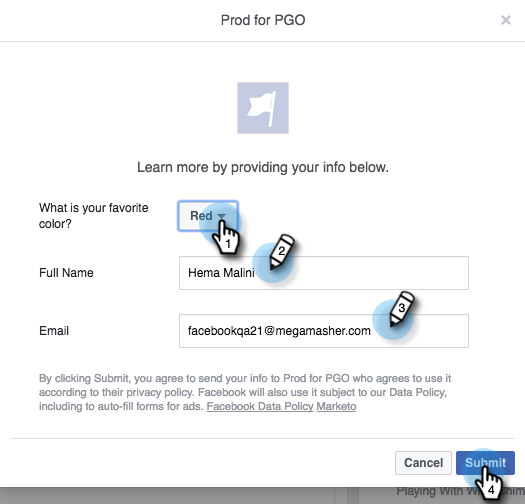 Prod for PGO
×
Learn more by providing your info below.
What is your favorite
color?
Red
1
2
Full Name
Hema Malini
3
Email
facebookqa21@megamasher.com
By clicking Submit, you agree to send your info to Prod for PGO who agrees to use it
according to their privacy policy. Facebook will also use it subject to our Data Policy,
including to auto-fill forms for ads. Facebook Data Policy Marketo
Cancel
Submit
4
Playing With